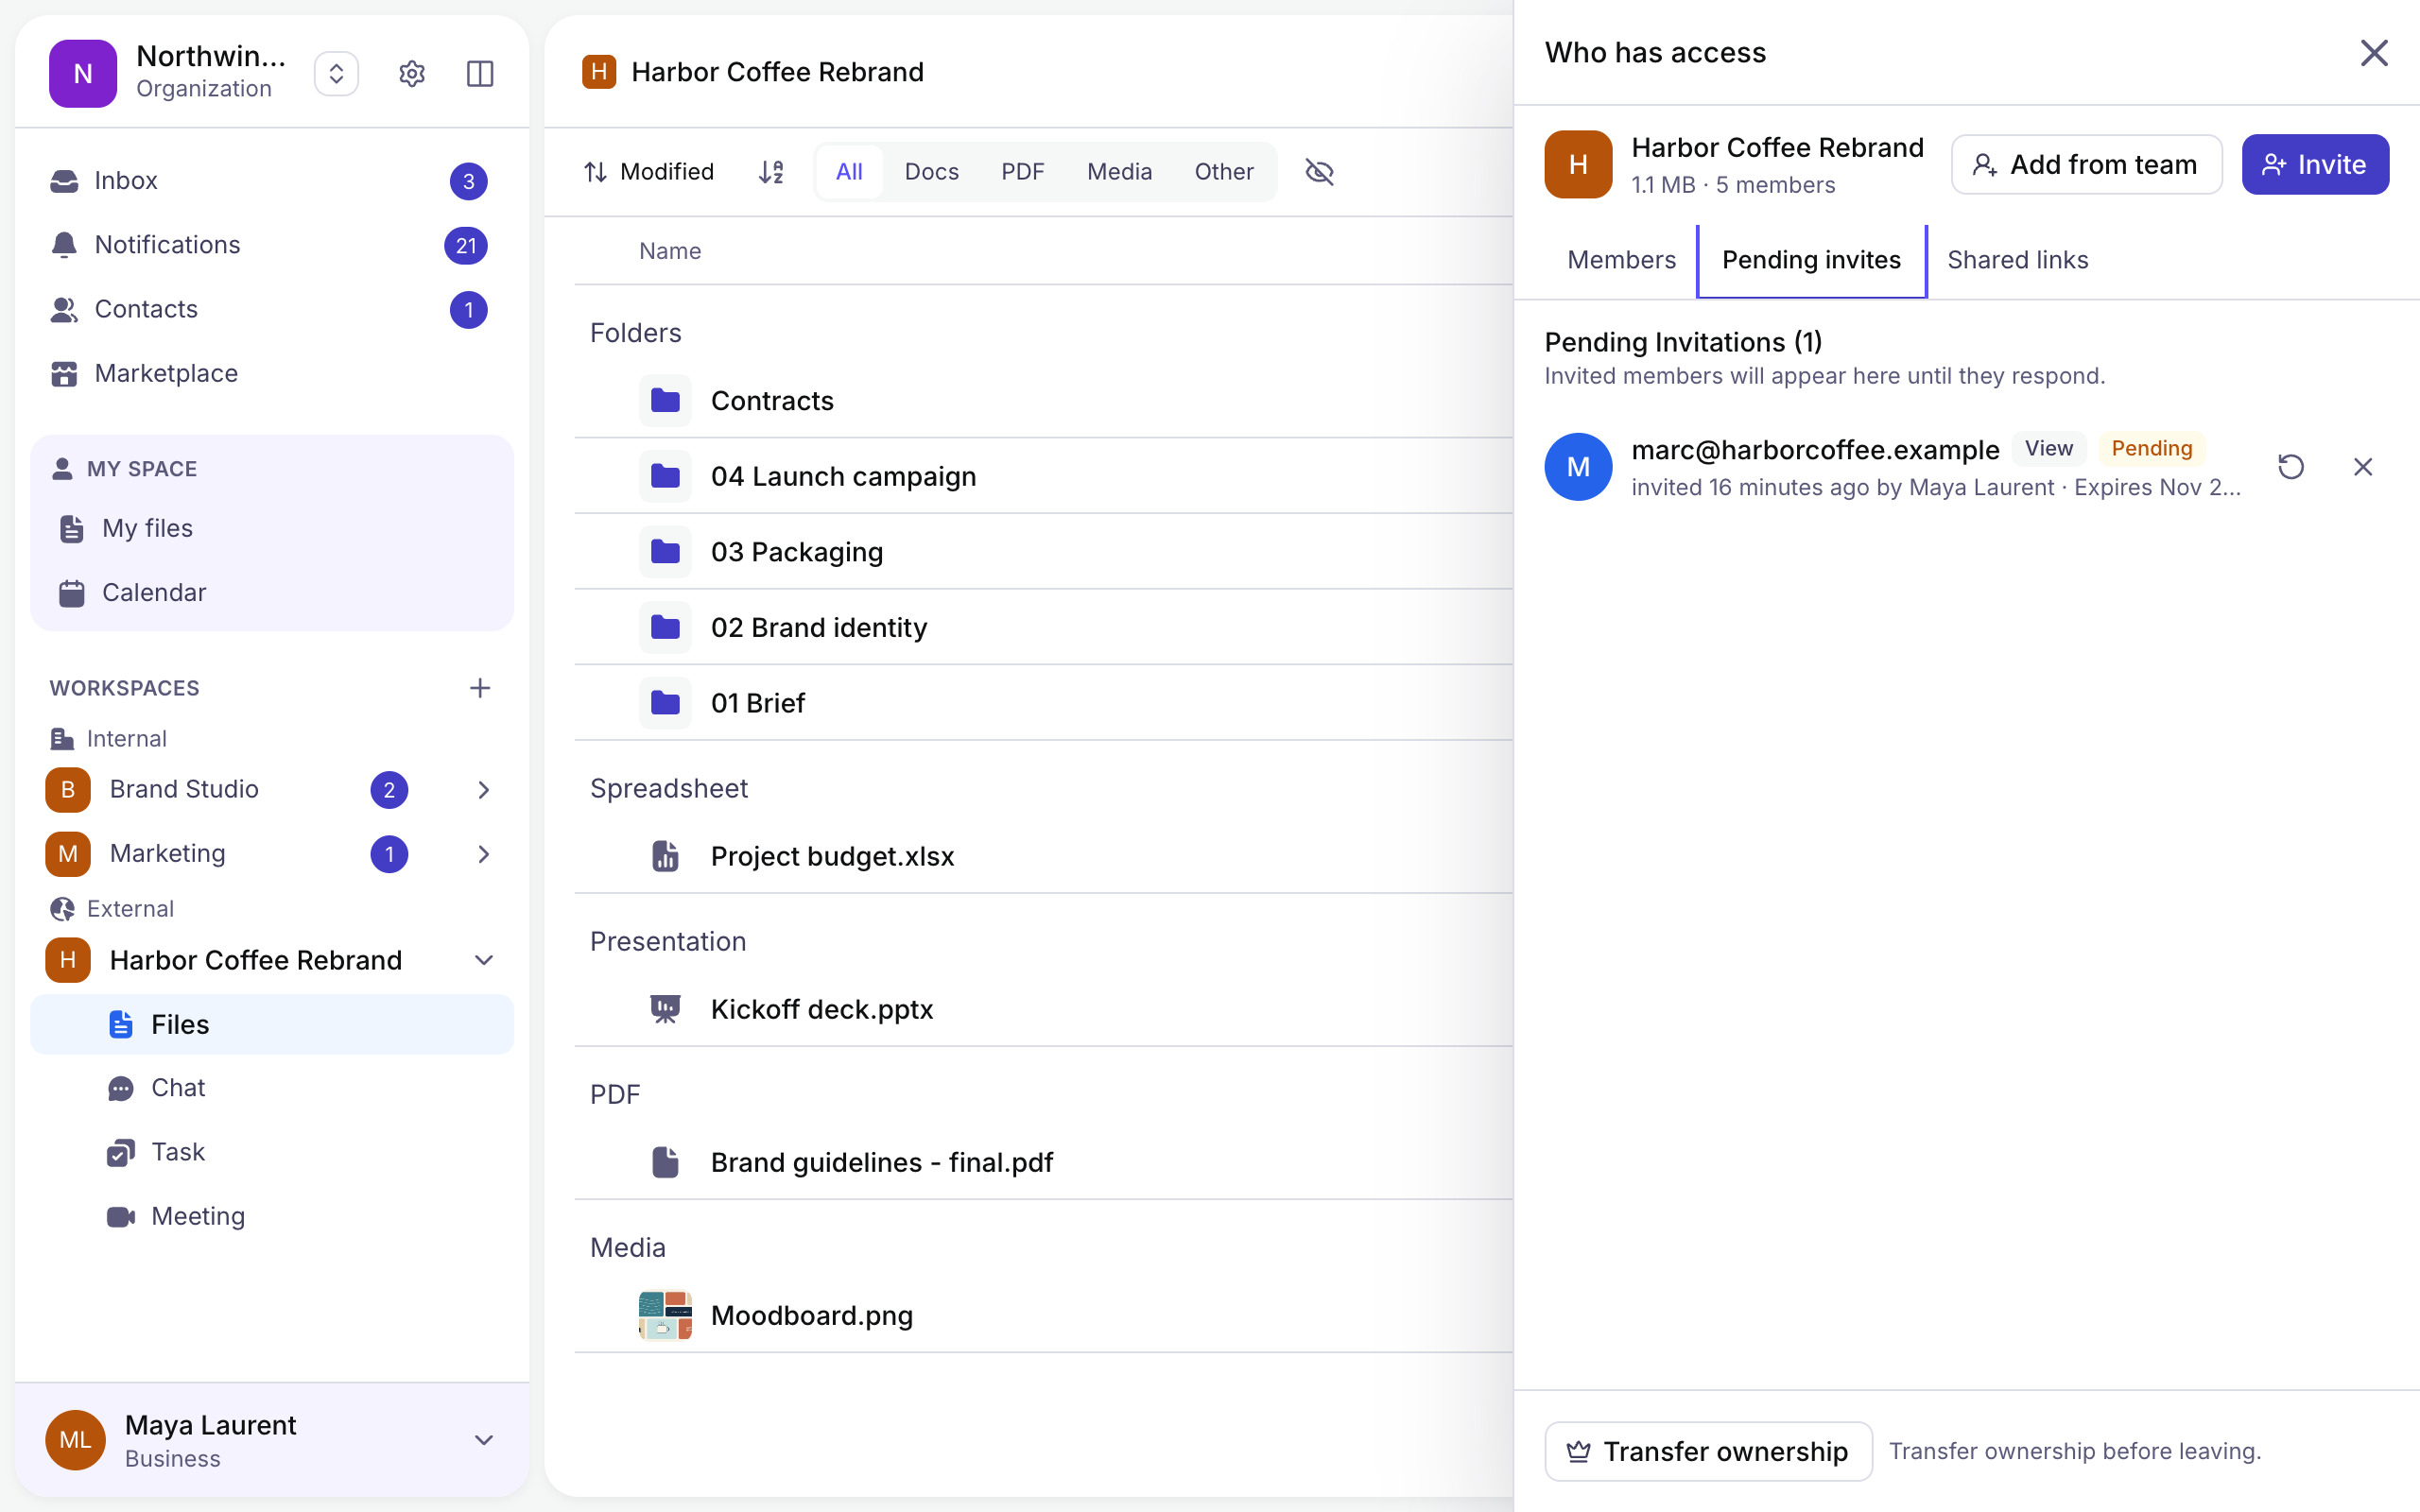 N
Northwin...
Organization
Inbox
3
Notifications
21
Contacts
1
Marketplace
MY SPACE
My files
Calendar
WORKSPACES
Internal
B
Brand Studio
2
M
Marketing
1
External
H
Harbor Coffee Rebrand
Files
Chat
Task
Meeting
ML
Maya Laurent
Business
H
Harbor Coffee Rebrand
Modified
All
Docs
PDF
Media
Other
Name
Folders
Contracts
04 Launch campaign
03 Packaging
02 Brand identity
01 Brief
Spreadsheet
Project budget.xlsx
Presentation
Kickoff deck.pptx
PDF
Brand guidelines - final.pdf
Media
Moodboard.png
Who has access
H
Harbor Coffee Rebrand
1.1 MB · 5 members
Add from team
Invite
Members
Pending invites
Shared links
Pending Invitations (1)
Invited members will appear here until they respond.
M
marc@harborcoffee.example
View
Pending
invited 16 minutes ago by Maya Laurent · Expires Nov 2...
Transfer ownership
Transfer ownership before leaving.